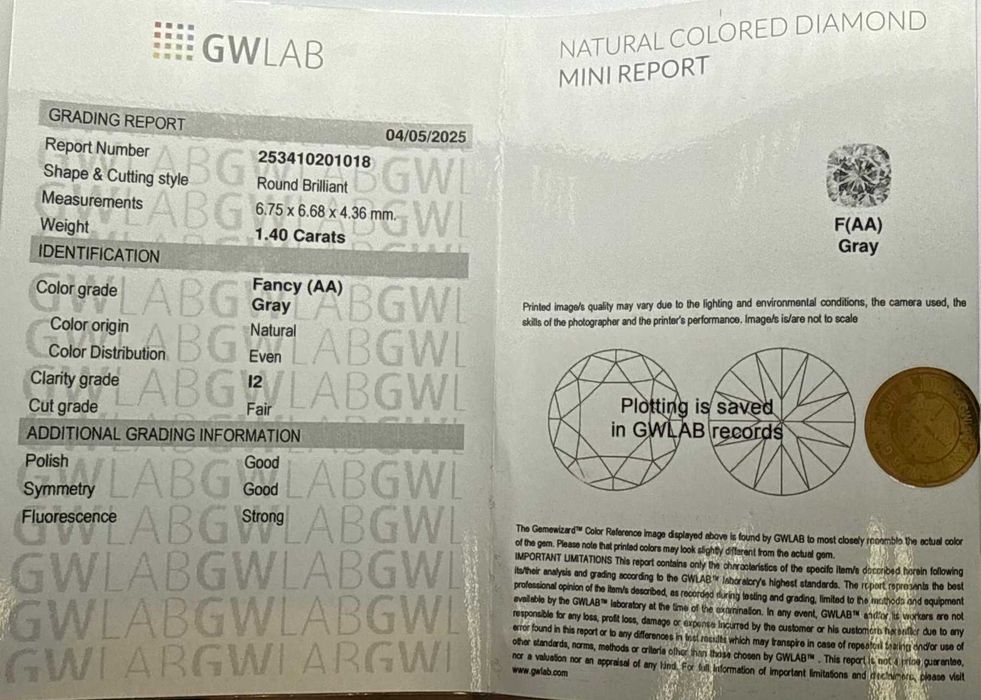 GWLAB
GRADING REPORT
04/05/2025
Report Number 253410201018
Shape & Cutting style Round Brilliant
Measurements 6.75 x 6.68 x 4.36 mm.
Weight 1.40 Carats
IDENTIFICATION
Color grade Fancy (AA)
Gray
Color origin Natural
Color Distribution Even
Clarity grade I2
Cut grade Fair
ADDITIONAL GRADING INFORMATION
Polish Good
Symmetry Good
Fluorescence Strong
NATURAL COLORED DIAMOND
MINI REPORT
F(AA)
Gray
Printed image/s quality may vary due to the lighting and environmental conditions, the camera used, the
skills of the photographer and the printer's performance. Image/s is/are not to scale
Plotting is saved
in GWLAB records
The Gemewizard™ Color Reference Image displayed above is found by GWLAB to most closely resemble the actual color
of the gem. Please note that printed colors may look slightly different from the actual gem.
IMPORTANT LIMITATIONS This report contains only the characteristics of the specific item/s described herein following
its/their analysis and grading according to the GWLAB™ laboratory's highest standards. The report represents the best
professional opinion of the item/s described, as recorded during testing and grading, limited to the methods and equipment
available by the GWLAB™ laboratory at the time of the examination. In any event, GWLAB™ and/or its workers are not
responsible for any loss, profit loss, damage or expense incurred by the customer or his customers hereafter due to any
error found in this report or to any differences in test results which may transpire in case of repeated testing and/or use of
other standards, norms, methods or criteria other than those chosen by GWLAB™. This report is not a price guarantee,
nor a valuation nor an appraisal of any kind. For full information of important limitations and disclaimers, please visit
www.gwlab.com